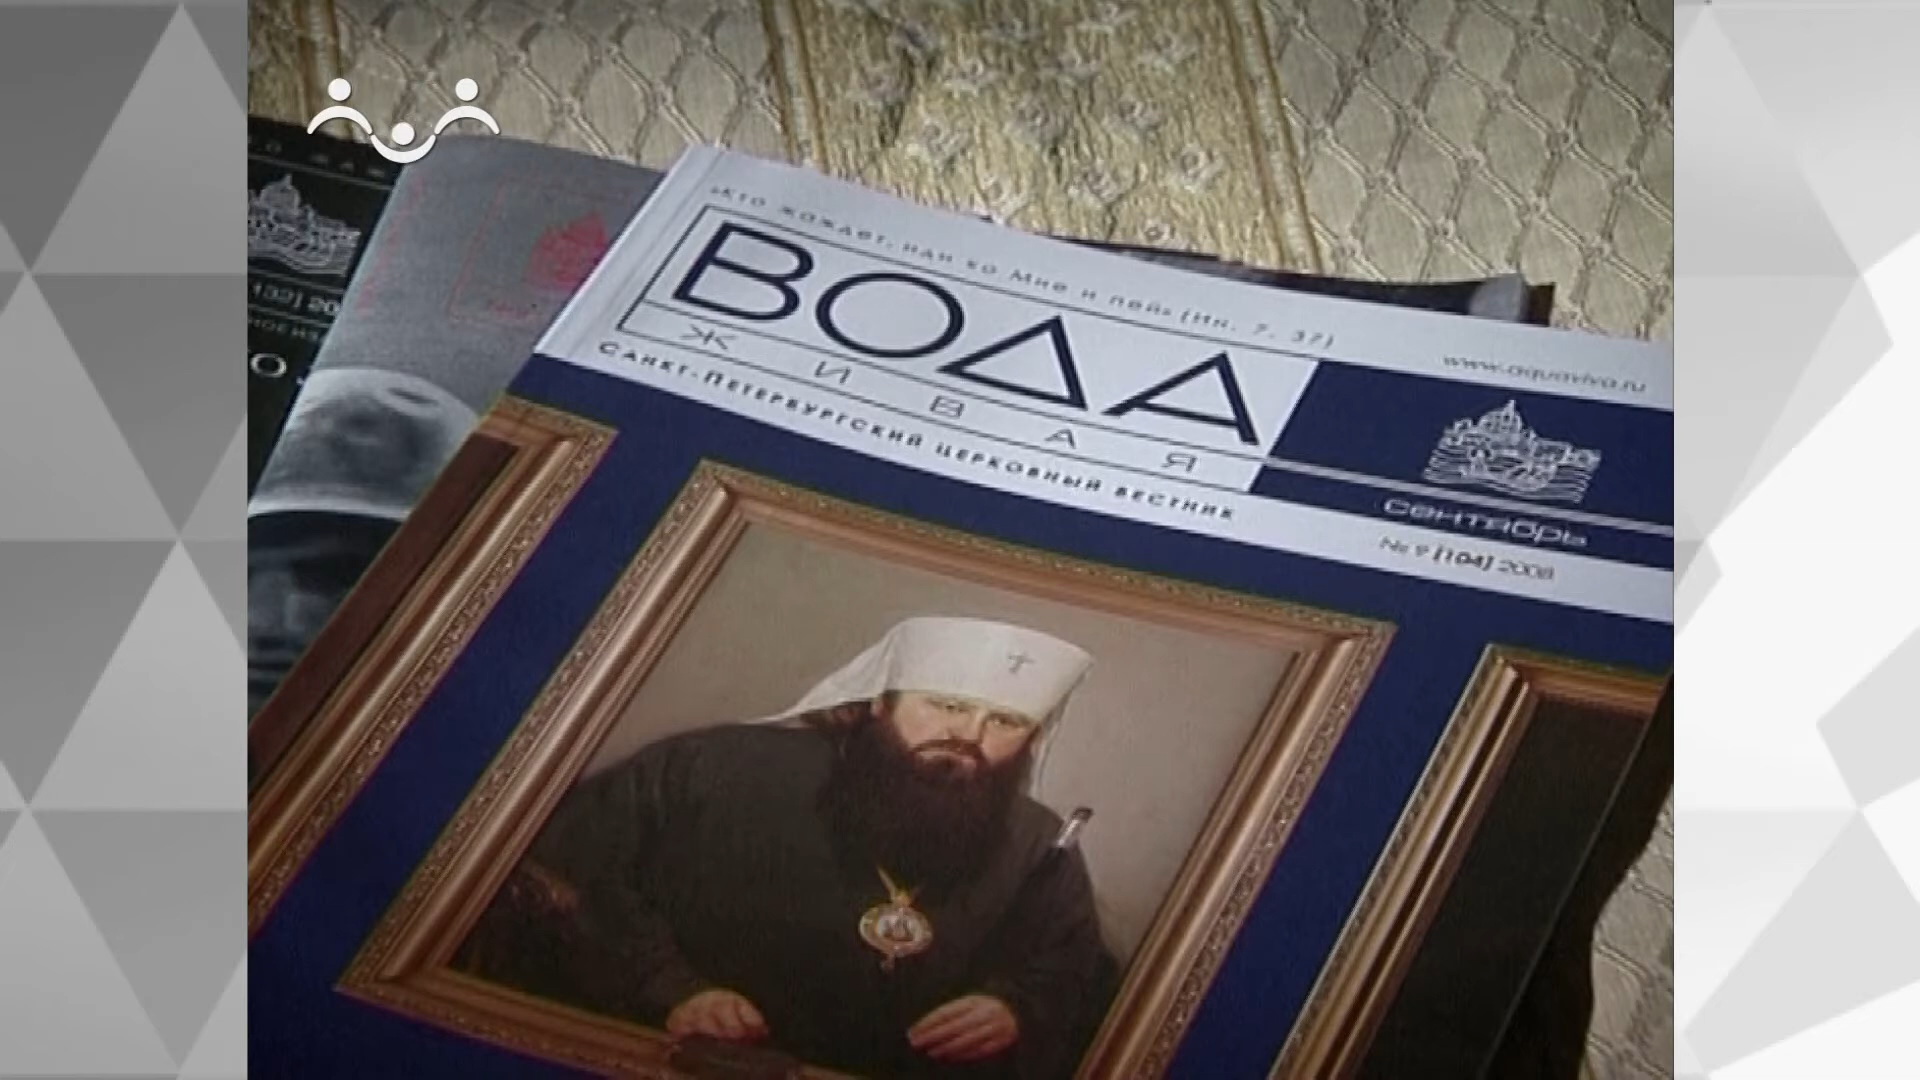 «Кто жаждет, иди ко Мне и пей» (Ин. 7, 37)
ВОДА
ЖИВАЯ
Санкт-Петербургский церковный вестник
www.aquaviva.ru
Сентябрь
№ 9 [104] 2008